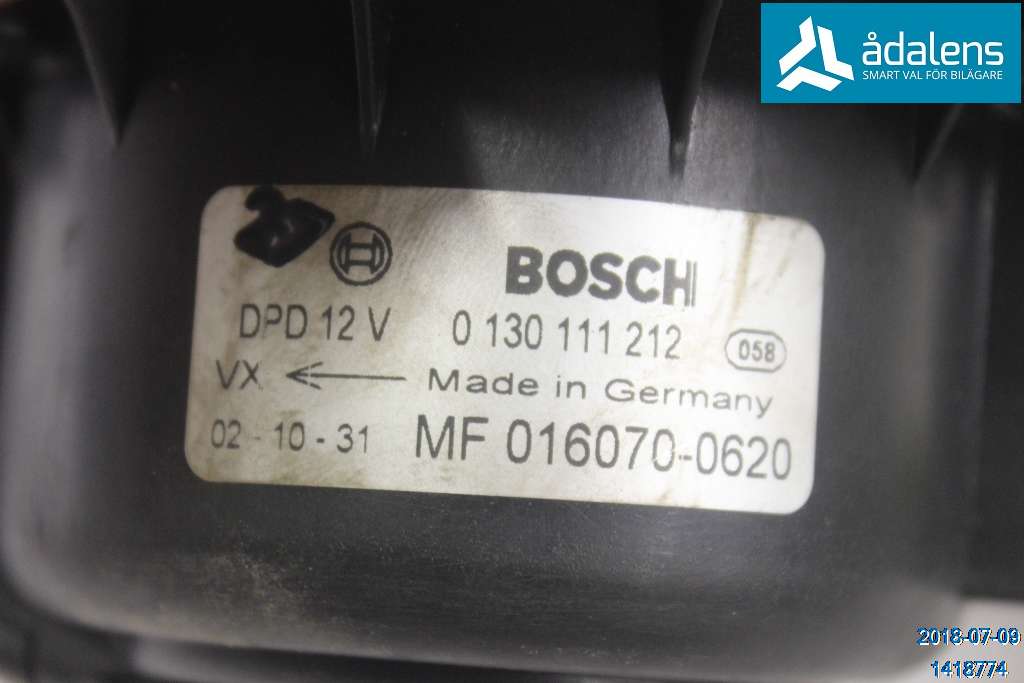 ådalens
SMART VAL FÖR BILÄGARE
BOSCH
DPD 12 V 0 130 111 212 058
VX Made in Germany
02-10-31 MF 016070-0620
2018-07-09
1418774